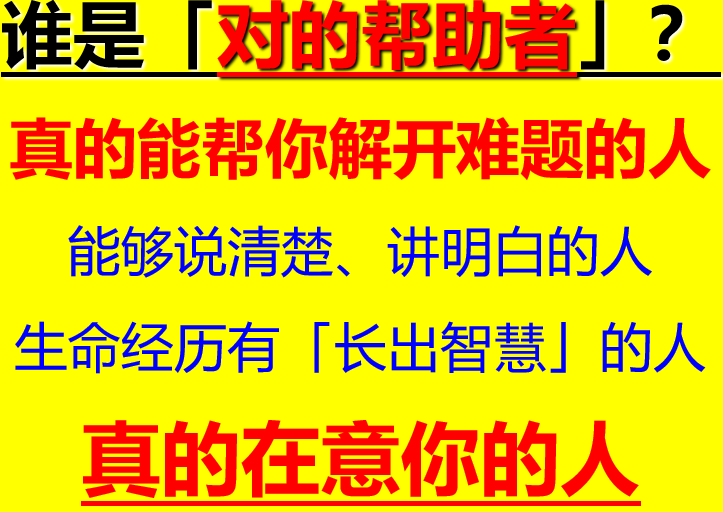 谁是「对的帮助者」？
真的能帮你解开难题的人
能够说清楚、讲明白的人
生命经历有「长出智慧」的人
真的在意你的人